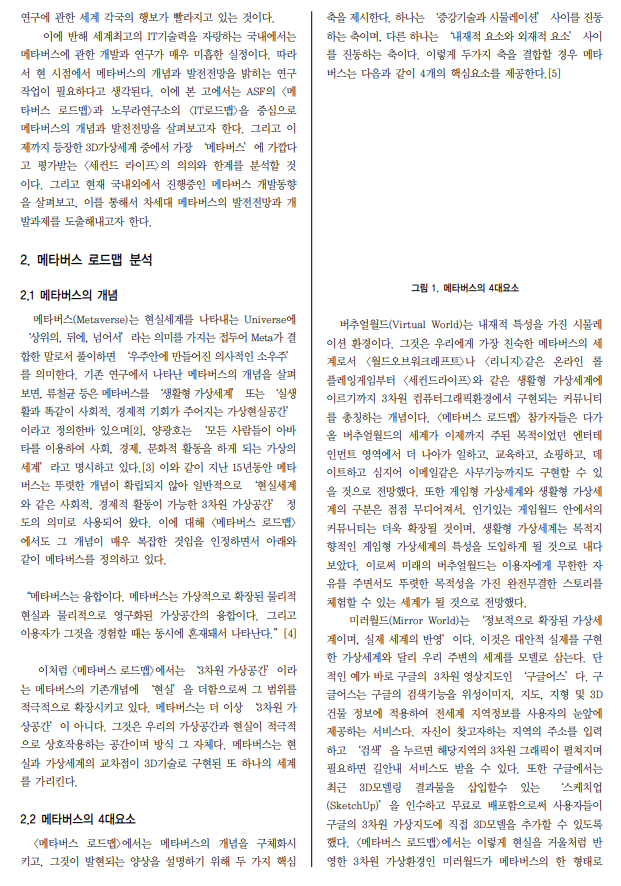 연구에 관한 세계 각국의 행보가 빨라지고 있는 것이다.
이에 반해 세계최고의 IT기술력을 자랑하는 국내에서는
메타버스에 관한 개발과 연구가 매우 미흡한 실정이다. 따라
서 현 시점에서 메타버스의 개념과 발전전망을 밝히는 연구
작업이 필요하다고 생각된다. 이에 본 고에서는 ASF의 <메
타버스 로드맵>과 노무라연구소의 <IT로드맵>을 중심으로
메타버스의 개념과 발전전망을 살펴보고자 한다. 그리고 이
제까지 등장한 3D가상세계 중에서 가장 ‘메타버스’에 가깝다
고 평가받는 <세컨드 라이프>의 의의와 한계를 분석할 것
이다. 그리고 현재 국내외에서 진행중인 메타버스 개발동향
을 살펴보고, 이를 통해서 차세대 메타버스의 발전전망과 개
발과제를 도출해내고자 한다.
2. 메타버스 로드맵 분석
2.1 메타버스의 개념
메타버스(Metaverse)는 현실세계를 나타내는 Universe에
‘상위의, 뒤에, 넘어서’라는 의미를 가지는 접두어 Meta가 결
합한 말로서 풀이하면 ‘우주안에 만들어진 의사적인 소우주’
를 의미한다. 기존 연구에서 나타난 메타버스의 개념을 살펴
보면, 류철균 등은 메타버스를 ‘생활형 가상세계’ 또는 ‘실생
활과 똑같이 사회적, 경제적 기회가 주어지는 가상현실공간’
이라고 정의한바 있으며[2], 양광호는 ‘모든 사람들이 아바
타를 이용하여 사회, 경제, 문화적 활동을 하게 되는 가상의
세계’라고 명시하고 있다.[3] 이와 같이 지난 15년동안 메타
버스는 뚜렷한 개념이 확립되지 않아 일반적으로 ‘현실세계
와 같은 사회적, 경제적 활동이 가능한 3차원 가상공간’ 정
도의 의미로 사용되어 왔다. 이에 대해 <메타버스 로드맵>
에서도 그 개념이 매우 복잡한 것임을 인정하면서 아래와
같이 메타버스를 정의하고 있다.
“메타버스는 융합이다. 메타버스는 가상적으로 확장된 물리적
현실과 물리적으로 영구화된 가상공간의 융합이다. 그리고
이용자가 그것을 경험할 때는 동시에 혼재돼서 나타난다.” [4]
이처럼 <메타버스 로드맵>에서는 ‘3차원 가상공간’이라
는 메타버스의 기존개념에 ‘현실’을 더함으로써 그 범위를
적극적으로 확장시키고 있다. 메타버스는 더 이상 ‘3차원 가
상공간’이 아니다. 그것은 우리의 가상공간과 현실이 적극적
으로 상호작용하는 공간이며 방식 그 자체다. 메타버스는 현
실과 가상세계의 교차점이 3D기술로 구현된 또 하나의 세계
를 가리킨다.
2.2 메타버스의 4대요소
<메타버스 로드맵>에서는 메타버스의 개념을 구체화시
키고, 그것이 발현되는 양상을 설명하기 위해 두 가지 핵심
축을 제시한다. 하나는 ‘증강기술과 시뮬레이션’ 사이를 진동
하는 축이며, 다른 하나는 ‘내재적 요소와 외재적 요소’ 사이
를 진동하는 축이다. 이렇게 두가지 축을 결합할 경우 메타
버스는 다음과 같이 4개의 핵심요소를 제공한다.[5]
그림 1. 메타버스의 4대요소
버추얼월드(Virtual World)는 내재적 특성을 가진 시뮬레
이션 환경이다. 그것은 우리에게 가장 친숙한 메타버스의 세
계로서 <월드오브워크래프트>나 <리니지>같은 온라인 롤
플레잉게임부터 <세컨드라이프>와 같은 생활형 가상세계에
이르기까지 3차원 컴퓨터그래픽환경에서 구현되는 커뮤니티
를 총칭하는 개념이다. <메타버스 로드맵> 참가자들은 다가
올 버추얼월드의 세계가 이제까지 주된 목적이었던 엔터테
인먼트 영역에서 더 나아가 일하고, 교육하고, 쇼핑하고, 데
이트하고 심지어 이메일같은 사무기능까지도 구현할 수 있
을 것으로 전망했다. 또한 게임형 가상세계와 생활형 가상세
계의 구분은 점점 무뎌져서, 인기있는 게임월드 안에서의
커뮤니티는 더욱 확장될 것이며, 생활형 가상세계는 목적지
향적인 게임형 가상세계의 특성을 도입하게 될 것으로 내다
보았다. 이로써 미래의 버추얼월드는 이용자에게 무한한 자
유를 주면서도 뚜렷한 목적성을 가진 완전무결한 스토리를
체험할 수 있는 세계가 될 것으로 전망했다.
미러월드(Mirror World)는 ‘정보적으로 확장된 가상세
계이며, 실제 세계의 반영’이다. 이것은 대안적 실제를 구현
한 가상세계와 달리 우리 주변의 세계를 모델로 삼는다. 단
적인 예가 바로 구글의 3차원 영상지도인 ‘구글어스’다. 구
글어스는 구글의 검색기능을 위성이미지, 지도, 지형 및 3D
건물 정보에 적용하여 전세계 지역정보를 사용자의 눈앞에
제공하는 서비스다. 자신이 찾고자하는 지역의 주소를 입력
하고 ‘검색’을 누르면 해당지역의 3차원 그래픽이 펼쳐지며
필요하면 길안내 서비스도 받을 수 있다. 또한 구글에서는
최근 3D모델링 결과물을 삽입할수 있는 ‘스케치업
(SketchUp)’을 인수하고 무료로 배포함으로써 사용자들이
구글의 3차원 가상지도에 직접 3D모델을 추가할 수 있도록
했다. <메타버스 로드맵>에서는 이렇게 현실을 거울처럼 반
영한 3차원 가상환경인 미러월드가 메타버스의 한 형태로